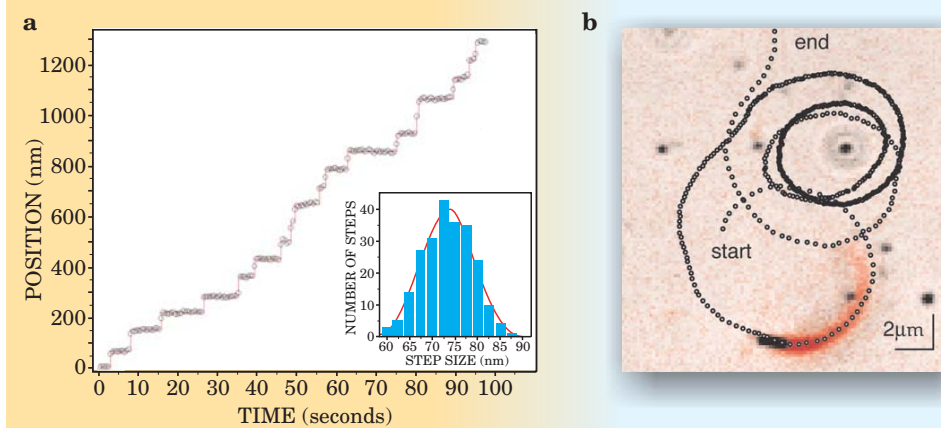 a
POSITION (nm)
1200
1000
800
600
400
200
0
0 10 20 30 40 50 60 70 80 90 100
TIME (seconds)
NUMBER OF STEPS
40
30
20
10
0
60 65 70 75 80 85 90
STEP SIZE (nm)
b
end
start
2μm